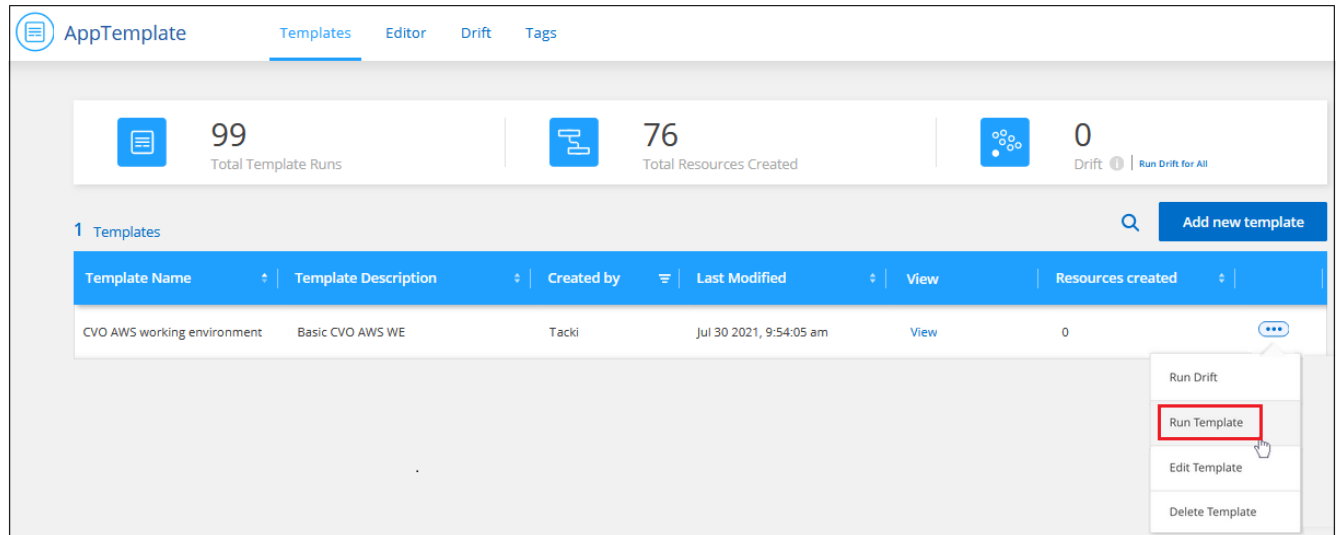 AppTemplate Templates Editor Drift Tags
99 76 0
Total Template Runs Total Resources Created Drift i Run Drift for All
1 Templates Add new template
Template Name Template Description Created by Last Modified View Resources created
CVO AWS working environment Basic CVO AWS WE Tacki Jul 30 2021, 9:54:05 am View 0
Run Drift
Run Template
Edit Template
Delete Template